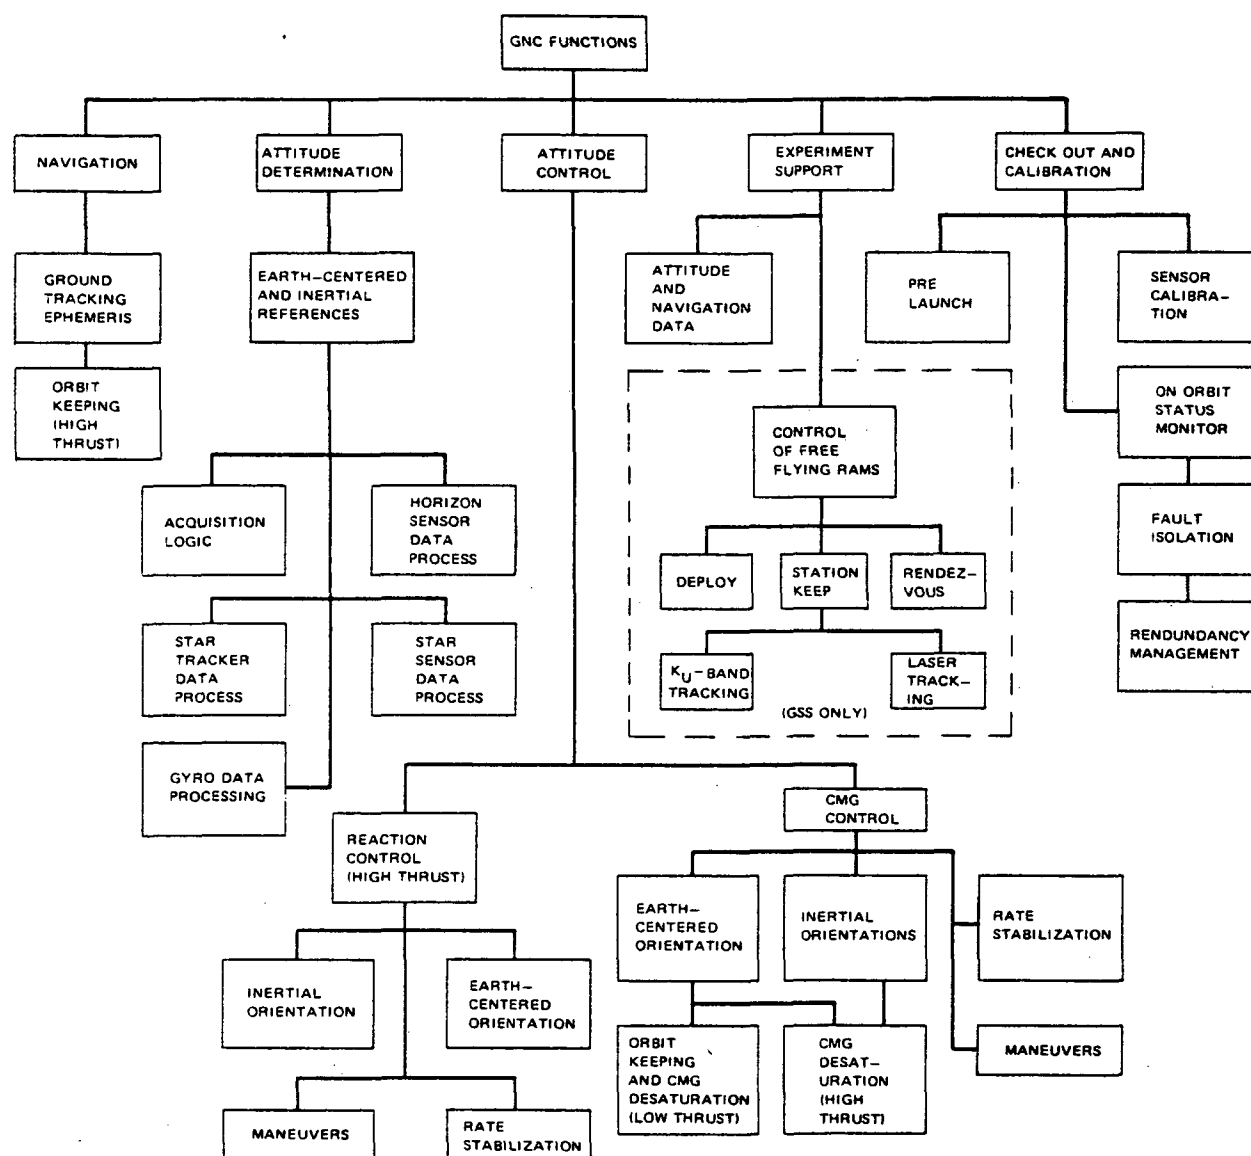 GNC FUNCTIONS
NAVIGATION
ATTITUDE
DETERMINATION
ATTITUDE
CONTROL
EXPERIMENT
SUPPORT
CHECK OUT AND
CALIBRATION
GROUND
TRACKING
EPHEMERIS
EARTH-CENTERED
AND INERTIAL
REFERENCES
ATTITUDE
AND
NAVIGATION
DATA
PRE
LAUNCH
SENSOR
CALIBRA-
TION
ORBIT
KEEPING
(HIGH
THRUST)
CONTROL
OF FREE
FLYING RAMS
ON ORBIT
STATUS
MONITOR
ACQUISITION
LOGIC
HORIZON
SENSOR
DATA
PROCESS
FAULT
ISOLATION
DEPLOY
STATION
KEEP
RENDEZ-
VOUS
STAR
TRACKER
DATA
PROCESS
STAR
SENSOR
DATA
PROCESS
KU-BAND
TRACKING
LASER
TRACK-
ING
(GSS ONLY)
RENDUNDANCY
MANAGEMENT
GYRO DATA
PROCESSING
REACTION
CONTROL
(HIGH THRUST)
CMG
CONTROL
EARTH-
CENTERED
ORIENTATION
INERTIAL
ORIENTATIONS
RATE
STABILIZATION
INERTIAL
ORIENTATION
EARTH-
CENTERED
ORIENTATION
ORBIT
KEEPING
AND CMG
DESATURATION
(LOW THRUST)
CMG
DESAT-
URATION
(HIGH
THRUST)
MANEUVERS
MANEUVERS
RATE
STABILIZATION